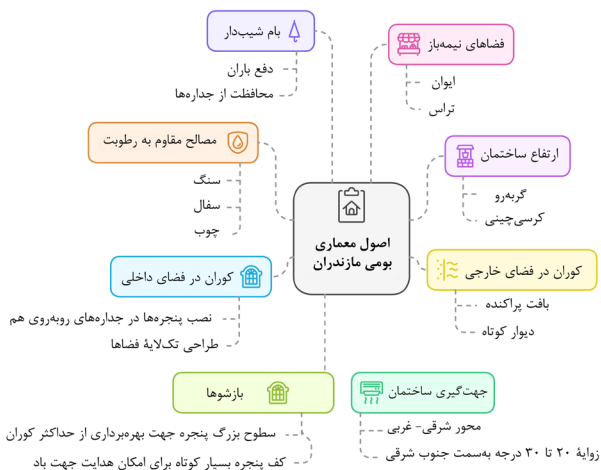 اصول معماری
بومی مازندران
فضاهای نیمه‌باز
ایوان
تراس
ارتفاع ساختمان
گربه‌رو
کرسی‌چینی
کوران در فضای خارجی
بافت پراکنده
دیوار کوتاه
جهت‌گیری ساختمان
محور شرقی- غربی
زوایۀ ۲۰ تا ۳۰ درجه به‌سمت جنوب شرقی
بام شیب‌دار
دفع باران
محافظت از جداره‌ها
مصالح مقاوم به رطوبت
سنگ
سفال
چوب
کوران در فضای داخلی
نصب پنجره‌ها در جداره‌های روبه‌روی هم
طراحی تک‌لایۀ فضاها
بازشوها
سطوح بزرگ پنجره جهت بهره‌برداری از حداکثر کوران
کف پنجره بسیار کوتاه برای امکان هدایت جهت باد